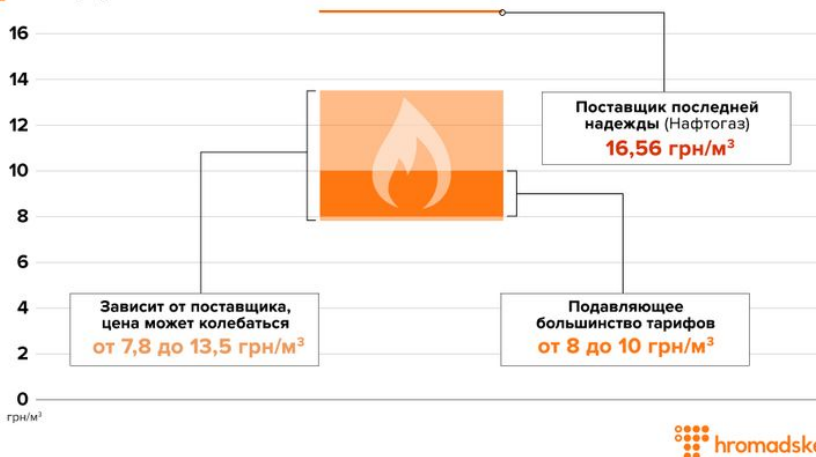 16
14
12
10
8
6
4
2
0
грн/м³
Поставщик последней
надежды (Нафтогаз)
16,56 грн/м³
Зависит от поставщика,
цена может колебаться
от 7,8 до 13,5 грн/м³
Подавляющее
большинство тарифов
от 8 до 10 грн/м³